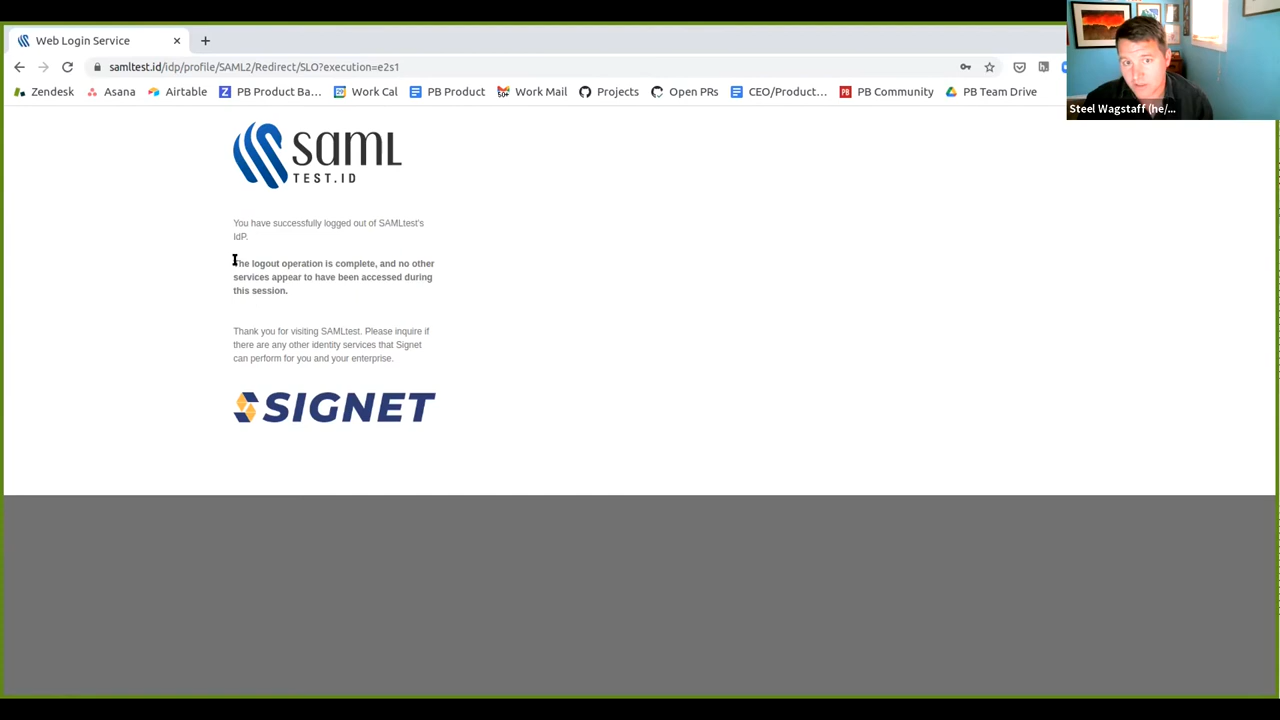 Web Login Service
samltest.id/idp/profile/SAML2/Redirect/SLO?execution=e2s1
Zendesk Asana Airtable PB Product Ba… Work Cal PB Product Work Mail Projects Open PRs CEO/Product… PB Community PB Team Drive
Steel Wagstaff (he/...
saml
TEST.ID
You have successfully logged out of SAMLtest's
IdP.
The logout operation is complete, and no other
services appear to have been accessed during
this session.
Thank you for visiting SAMLtest. Please inquire if
there are any other identity services that Signet
can perform for you and your enterprise.
SIGNET